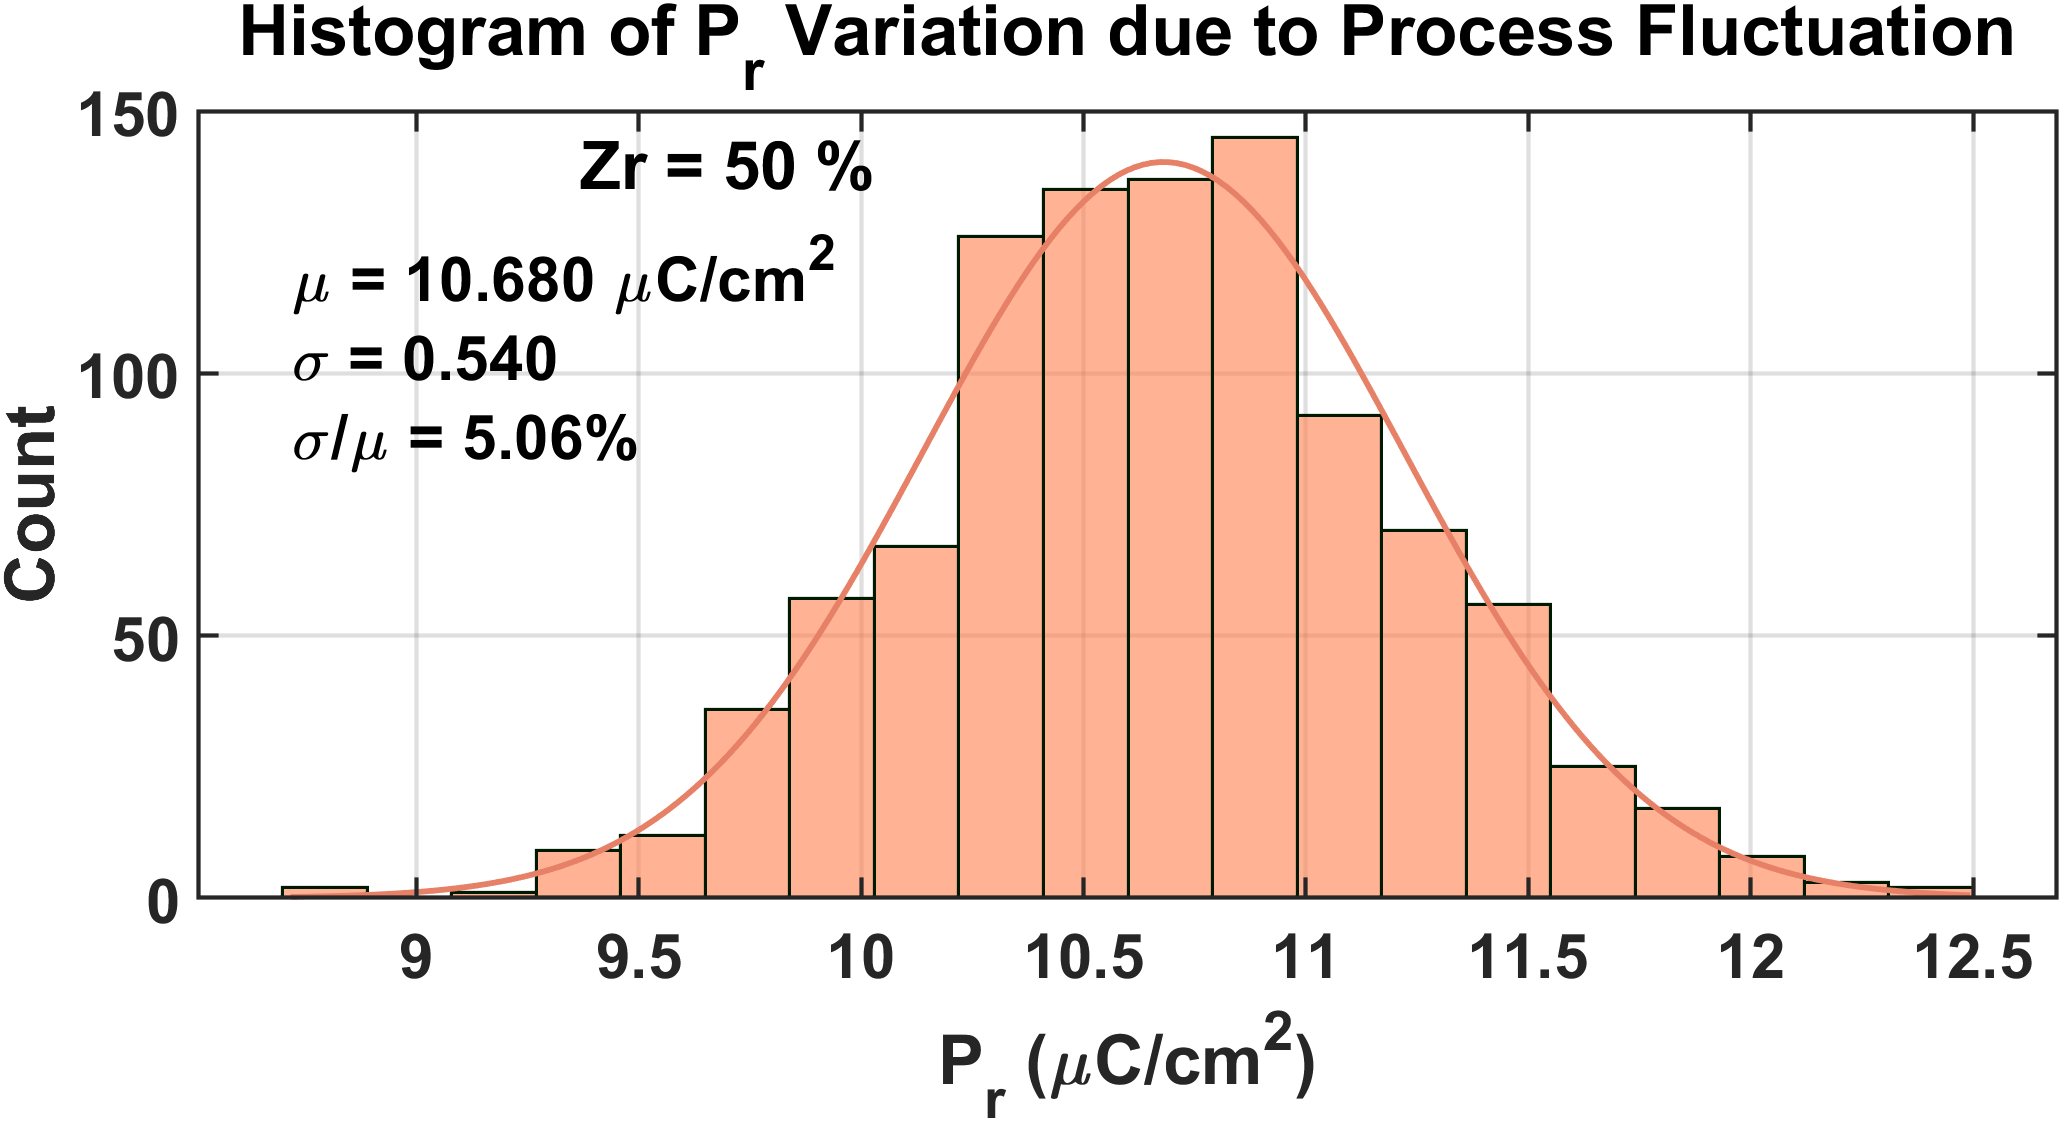 Histogram of Pr Variation due to Process Fluctuation
150
Zr = 50 %
μ = 10.680 μC/cm²
σ = 0.540
100
σ/μ = 5.06%
Count
50
0
9 9.5 10 10.5 11 11.5 12 12.5
Pr (μC/cm²)